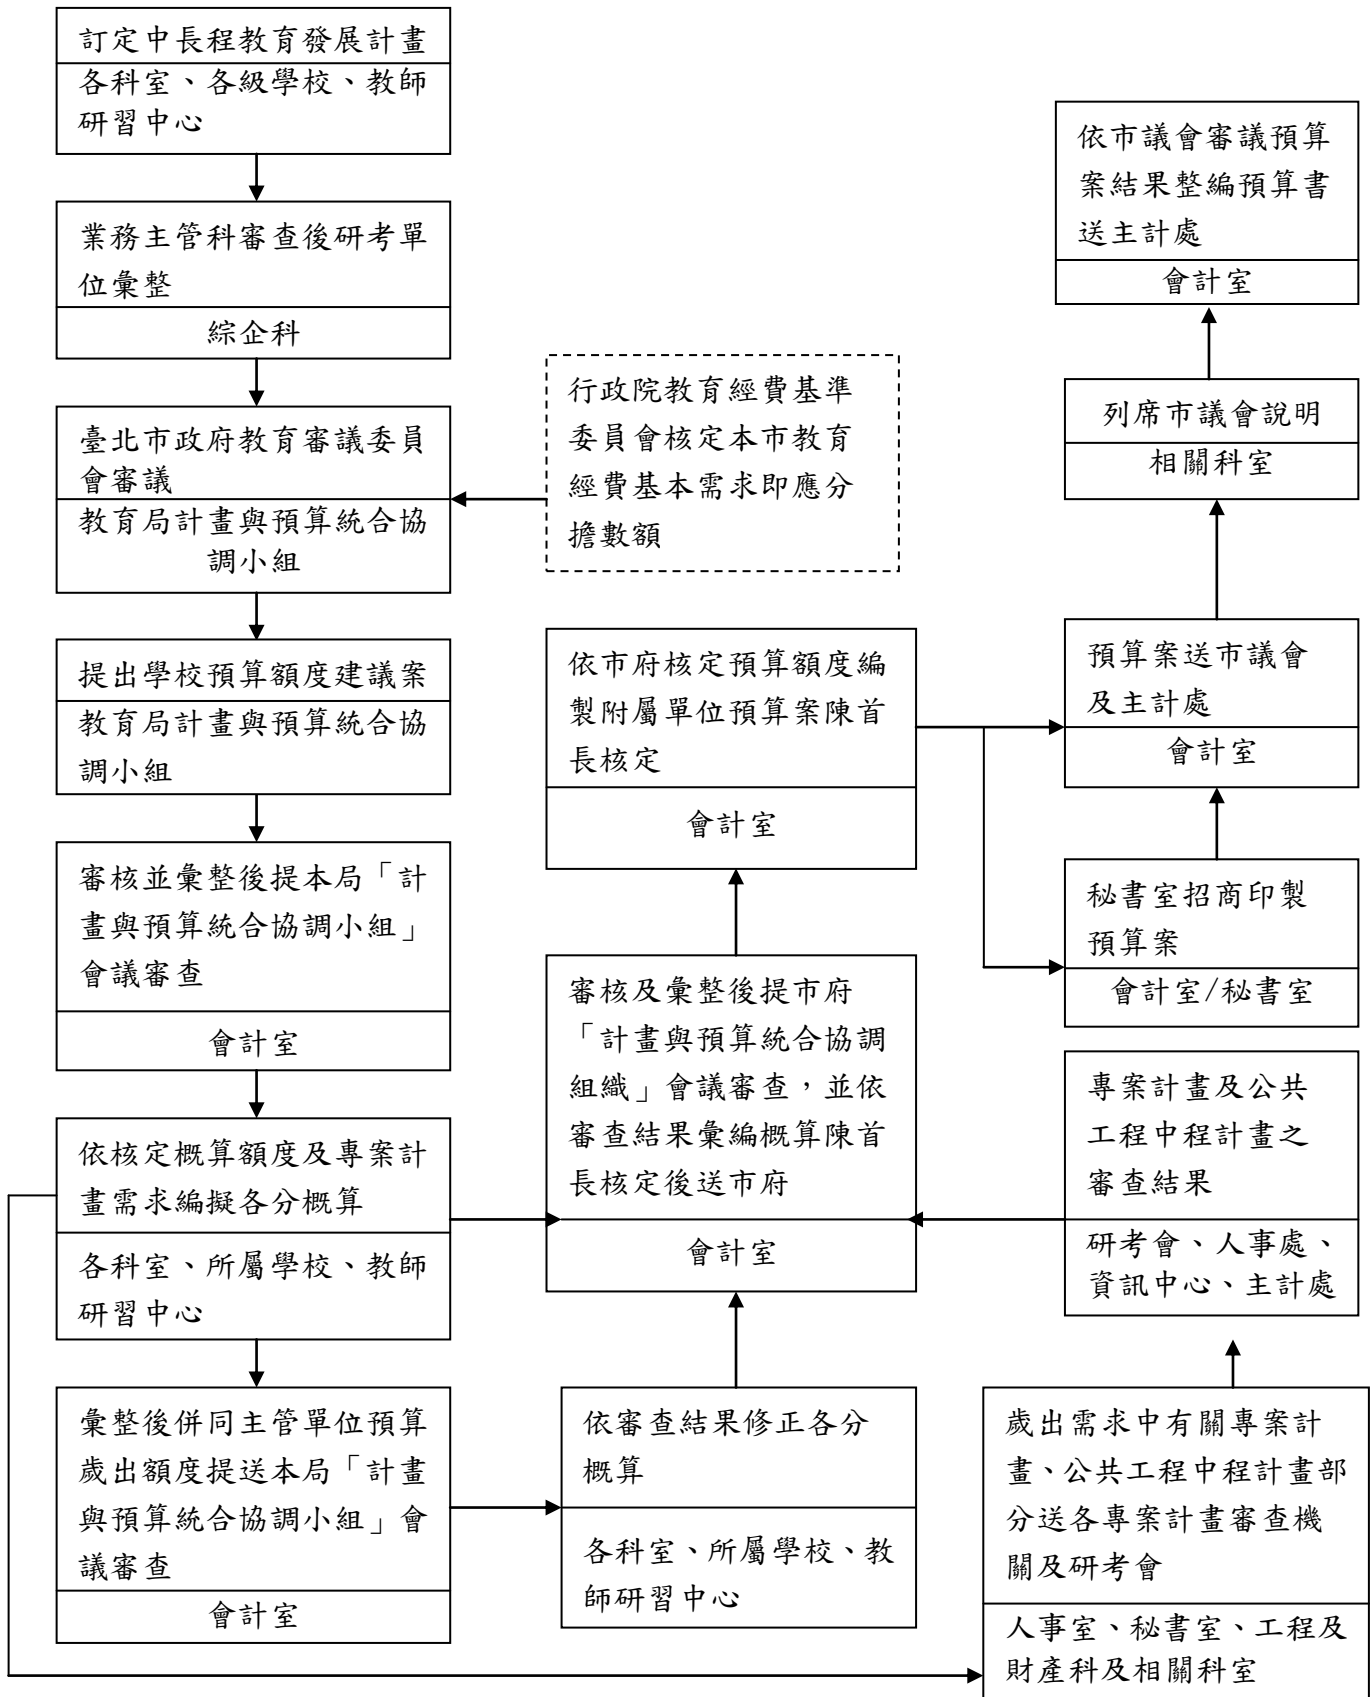 訂定中長程教育發展計畫
各科室、各級學校、教師
研習中心
業務主管科審查後研考單
位彙整
綜企科
臺北市政府教育審議委員
會審議
教育局計畫與預算統合協
調小組
行政院教育經費基準
委員會核定本市教育
經費基本需求即應分
擔數額
提出學校預算額度建議案
教育局計畫與預算統合協
調小組
審核並彙整後提本局「計
畫與預算統合協調小組」
會議審查
會計室
依核定概算額度及專案計
畫需求編擬各分概算
各科室、所屬學校、教師
研習中心
彙整後併同主管單位預算
歲出額度提送本局「計畫
與預算統合協調小組」會
議審查
會計室
依審查結果修正各分
概算
各科室、所屬學校、教
師研習中心
審核及彙整後提市府
「計畫與預算統合協調
組織」會議審查，並依
審查結果彙編概算陳首
長核定後送市府
會計室
依市府核定預算額度編
製附屬單位預算案陳首
長核定
會計室
歲出需求中有關專案計
畫、公共工程中程計畫部
分送各專案計畫審查機
關及研考會
人事室、秘書室、工程及
財產科及相關科室
專案計畫及公共
工程中程計畫之
審查結果
研考會、人事處、
資訊中心、主計處
秘書室招商印製
預算案
會計室/秘書室
預算案送市議會
及主計處
會計室
列席市議會說明
相關科室
依市議會審議預算
案結果整編預算書
送主計處
會計室